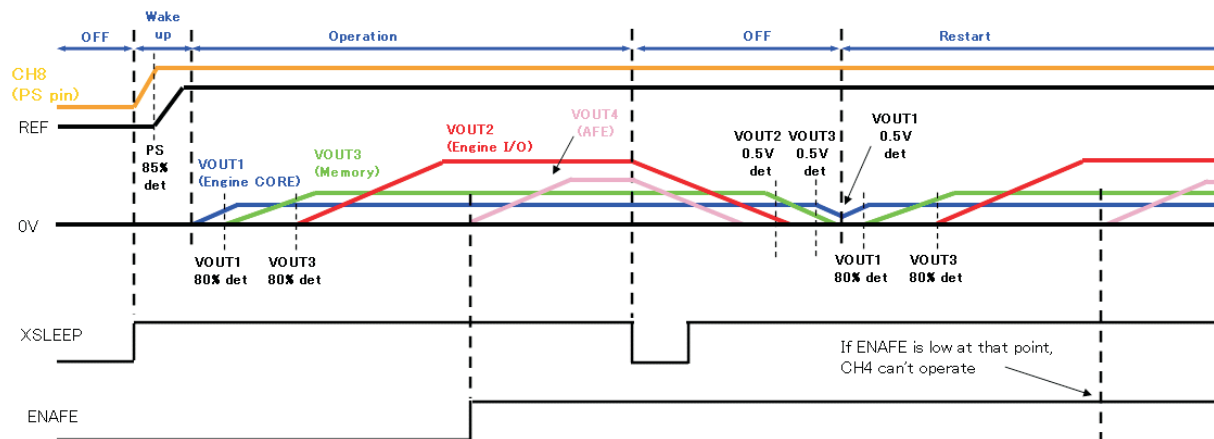 Wake
up
OFF
Operation
OFF
Restart
CH8
(PS pin)
REF
PS
85%
det
VOUT1
(Engine CORE)
VOUT3
(Memory)
VOUT2
(Engine I/O)
VOUT4
(AFE)
VOUT2
0.5V
det
VOUT3
0.5V
det
VOUT1
0.5V
det
0V
VOUT1
80% det
VOUT3
80% det
VOUT1
80% det
VOUT3
80% det
XSLEEP
If ENAFE is low at that point,
CH4 can't operate
ENAFE